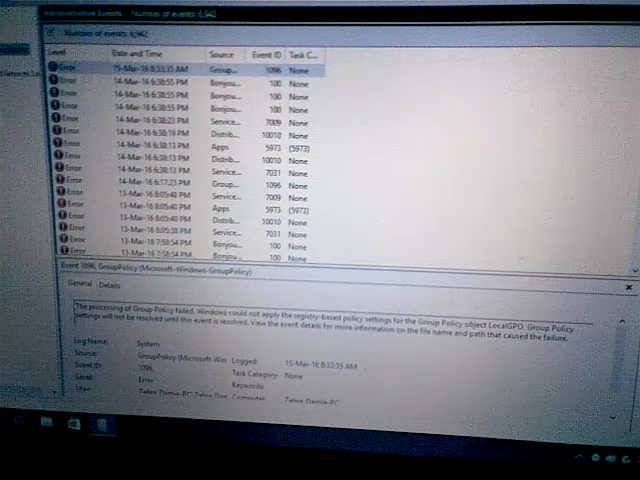 Administrative Events Number of events: 6,942
Number of events: 6,942
Level Date and Time Source Event ID Task C...
Error 15-Mar-16 8:33:35 AM Group... 1096 None
Error 14-Mar-16 6:38:55 PM Bonjou... 100 None
Error 14-Mar-16 6:38:55 PM Bonjou... 100 None
Error 14-Mar-16 6:38:55 PM Bonjou... 100 None
Error 14-Mar-16 6:38:23 PM Service... 7009 None
Error 14-Mar-16 6:38:19 PM Distrib... 10010 None
Error 14-Mar-16 6:38:13 PM Apps 5973 (5973)
Error 14-Mar-16 6:38:13 PM Distrib... 10010 None
Error 14-Mar-16 6:38:13 PM Service... 7031 None
Error 14-Mar-16 6:17:23 PM Group... 1096 None
Error 13-Mar-16 8:05:48 PM Service... 7009 None
Error 13-Mar-16 8:05:40 PM Apps 5973 (5973)
Error 13-Mar-16 8:05:40 PM Distrib... 10010 None
Error 13-Mar-16 8:05:38 PM Service... 7031 None
Error 13-Mar-16 7:58:54 PM Bonjou... 100 None
Error 13-Mar-16 7:58:54 PM Bonjou... 100 None
Event 1096, GroupPolicy (Microsoft-Windows-GroupPolicy)
General Details
The processing of Group Policy failed. Windows could not apply the registry-based policy settings for the Group Policy object LocalGPO. Group Policy
settings will not be resolved until this event is resolved. View the event details for more information on the file name and path that caused the failure.
Log Name: System
Source: GroupPolicy (Microsoft-Win Logged: 15-Mar-16 8:33:35 AM
Event ID: 1096 Task Category: None
Level: Error Keywords:
User: Computer: